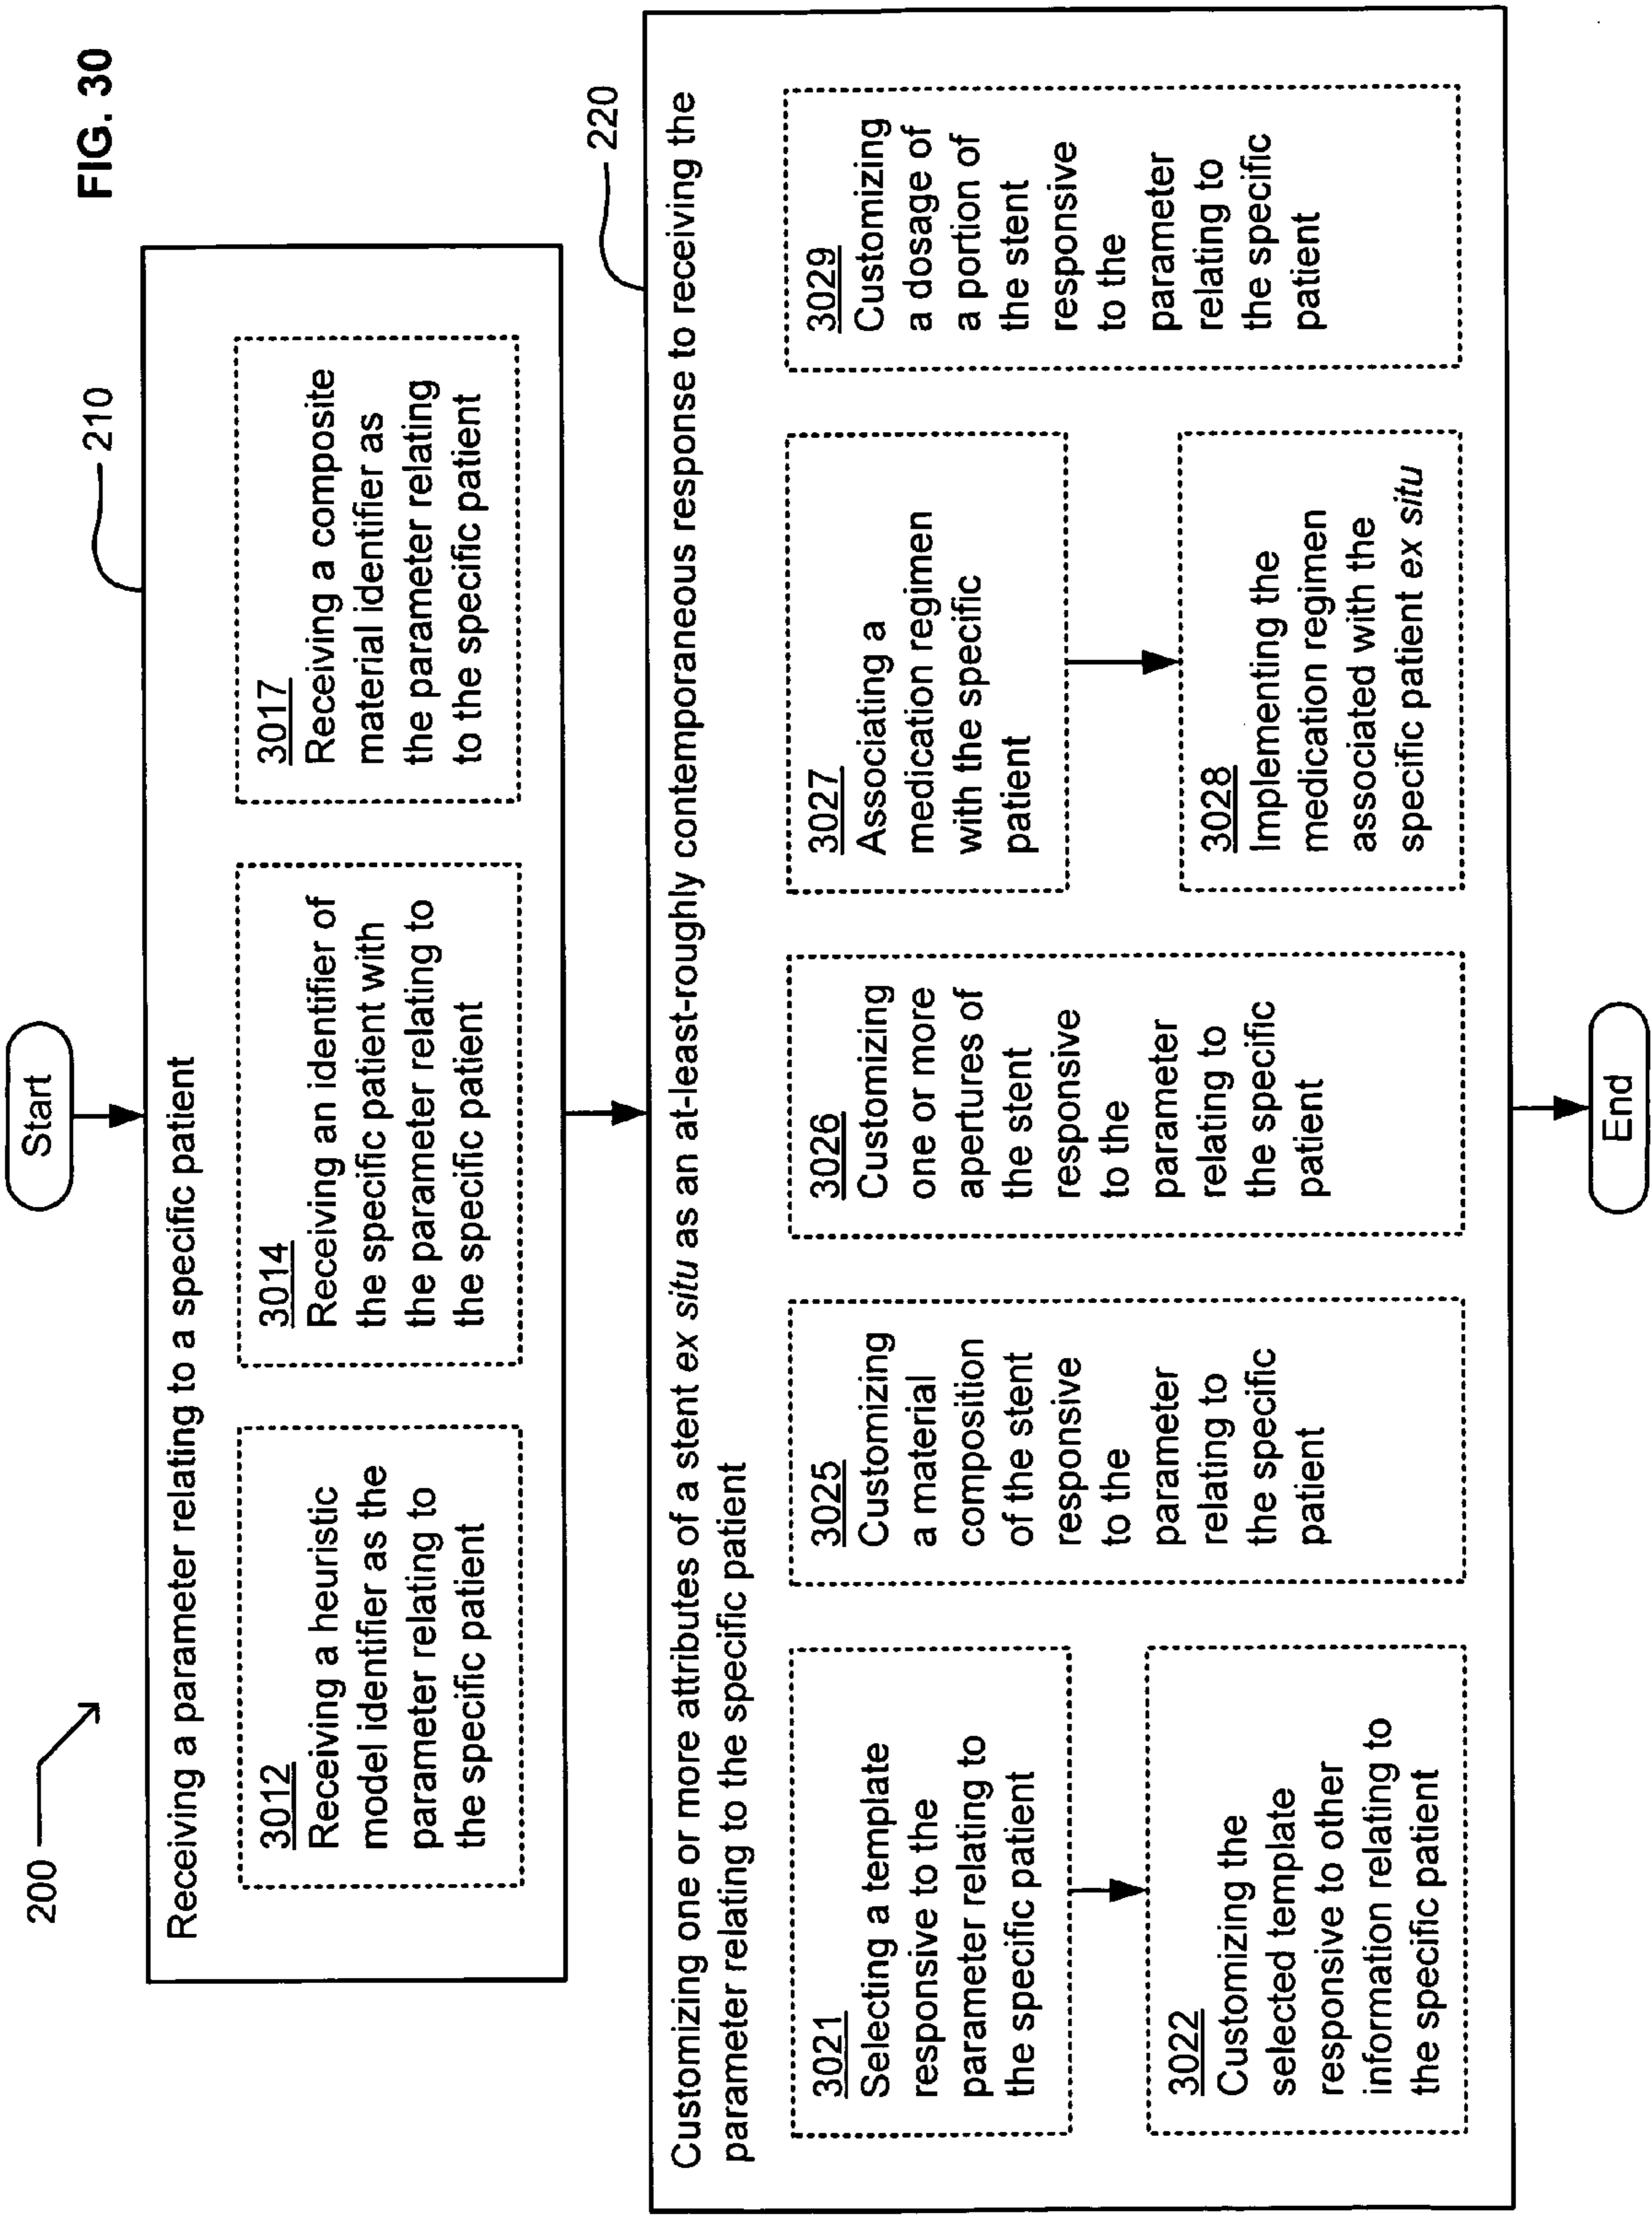 FIG. 30
200
Start
210
Receiving a parameter relating to a specific patient
3012
Receiving a heuristic
model identifier as the
parameter relating to
the specific patient
3014
Receiving an identifier of
the specific patient with
the parameter relating to
the specific patient
3017
Receiving a composite
material identifier as
the parameter relating
to the specific patient
220
Customizing one or more attributes of a stent ex situ as an at-least-roughly contemporaneous response to receiving the
parameter relating to the specific patient
3021
Selecting a template
responsive to the
parameter relating to
the specific patient
3022
Customizing the
selected template
responsive to other
information relating to
the specific patient
3025
Customizing
a material
composition
of the stent
responsive
to the
parameter
relating to
the specific
patient
3026
Customizing
one or more
apertures of
the stent
responsive
to the
parameter
relating to
the specific
patient
3027
Associating a
medication regimen
with the specific
patient
3028
Implementing the
medication regimen
associated with the
specific patient ex situ
3029
Customizing
a dosage of
a portion of
the stent
responsive
to the
parameter
relating to
the specific
patient
End